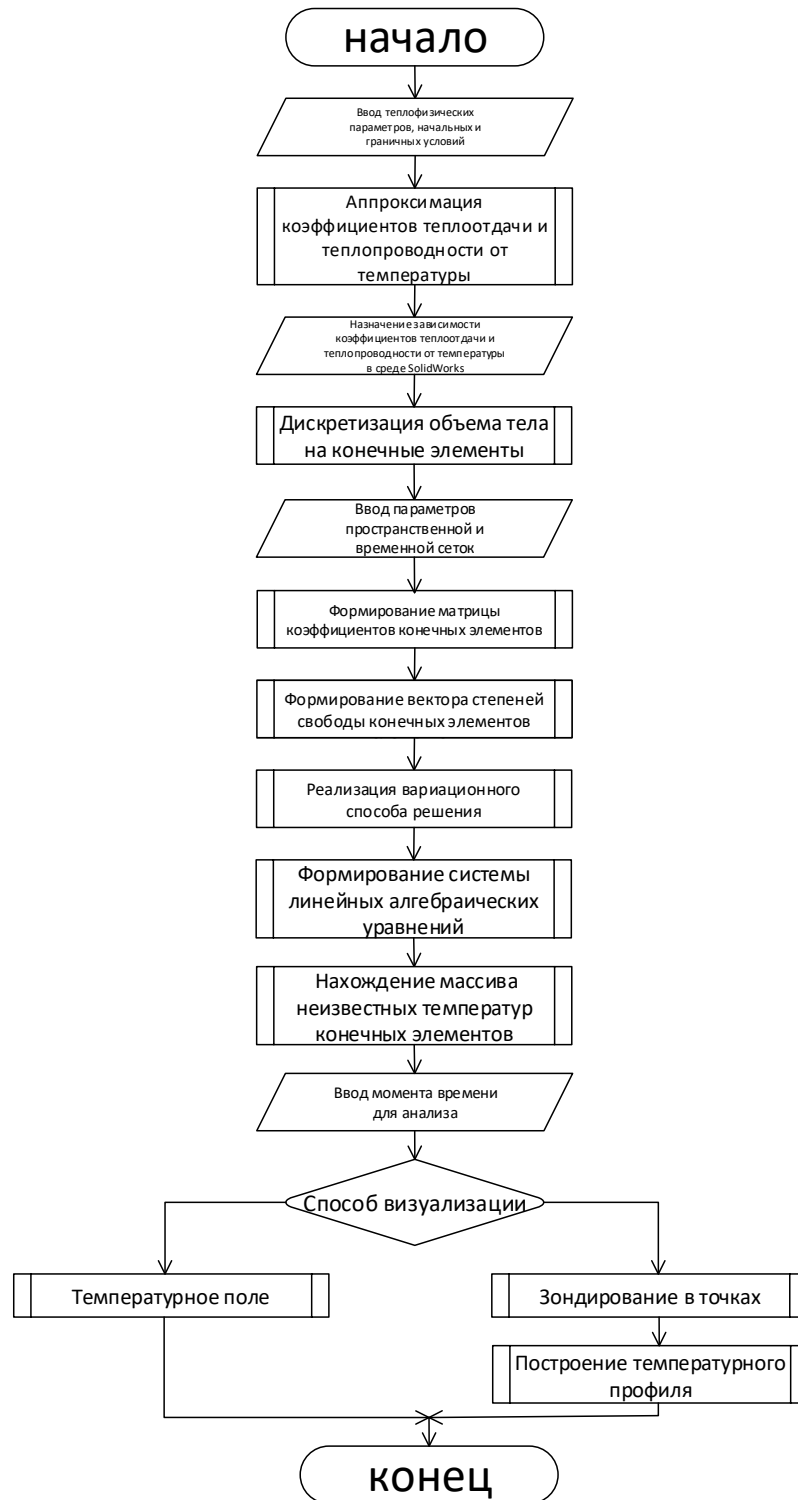 начало
Ввод теплофизических
параметров, начальных и
граничных условий
Аппроксимация
коэффициентов теплоотдачи и
теплопроводности от
температуры
Назначение зависимости
коэффициентов теплоотдачи и
теплопроводности от температуры
в среде SolidWorks
Дискретизация объема тела
на конечные элементы
Ввод параметров
пространственной и
временной сеток
Формирование матрицы
коэффициентов конечных элементов
Формирование вектора степеней
свободы конечных элементов
Реализация вариационного
способа решения
Формирование системы
линейных алгебраических
уравнений
Нахождение массива
неизвестных температур
конечных элементов
Ввод момента времени
для анализа
Способ визуализации
Температурное поле
Зондирование в точках
Построение температурного
профиля
конец